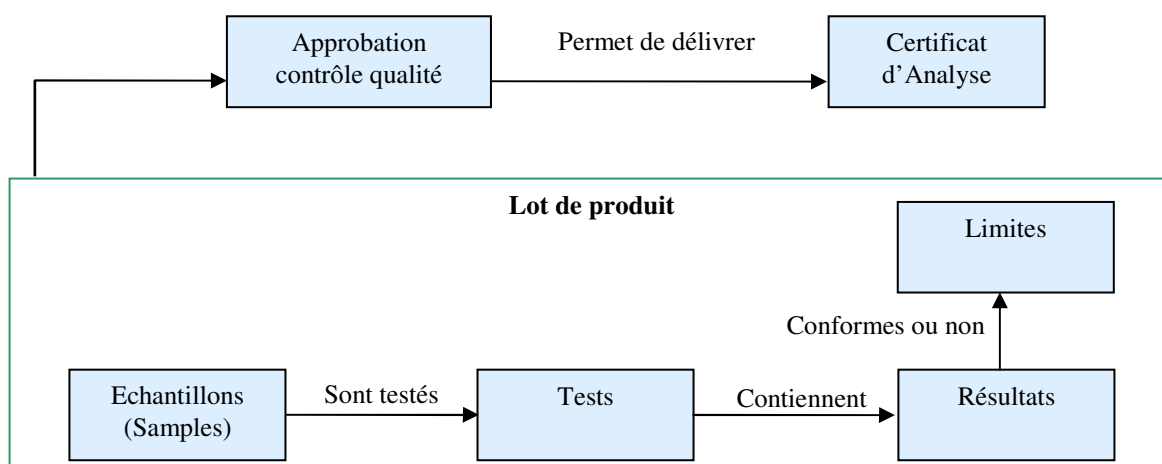 Approbation
contrôle qualité
Permet de délivrer
Certificat
d'Analyse
Lot de produit
Limites
Conformes ou non
Echantillons
(Samples)
Sont testés
Tests
Contiennent
Résultats